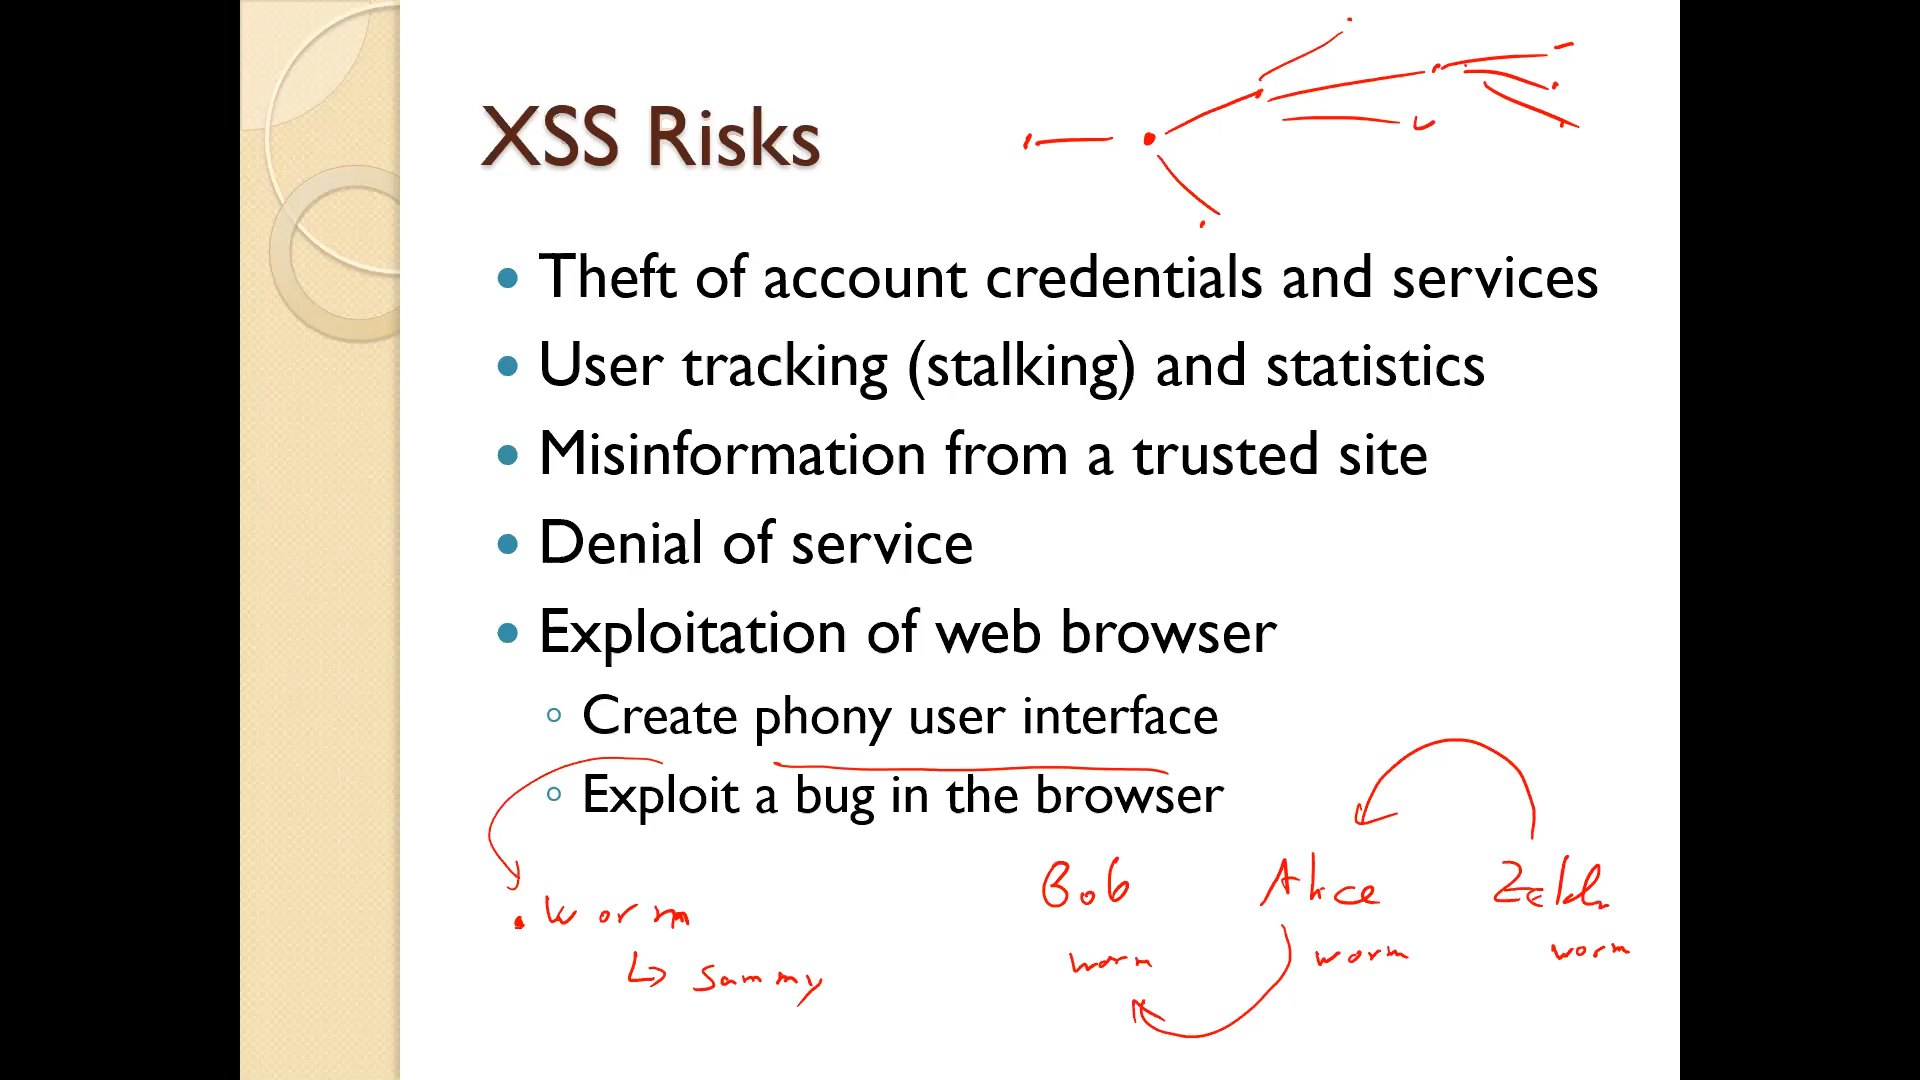 XSS Risks
Theft of account credentials and services
User tracking (stalking) and statistics
Misinformation from a trusted site
Denial of service
Exploitation of web browser
Create phony user interface
Exploit a bug in the browser
Bob Alice
worm worm worm
worm
sammy